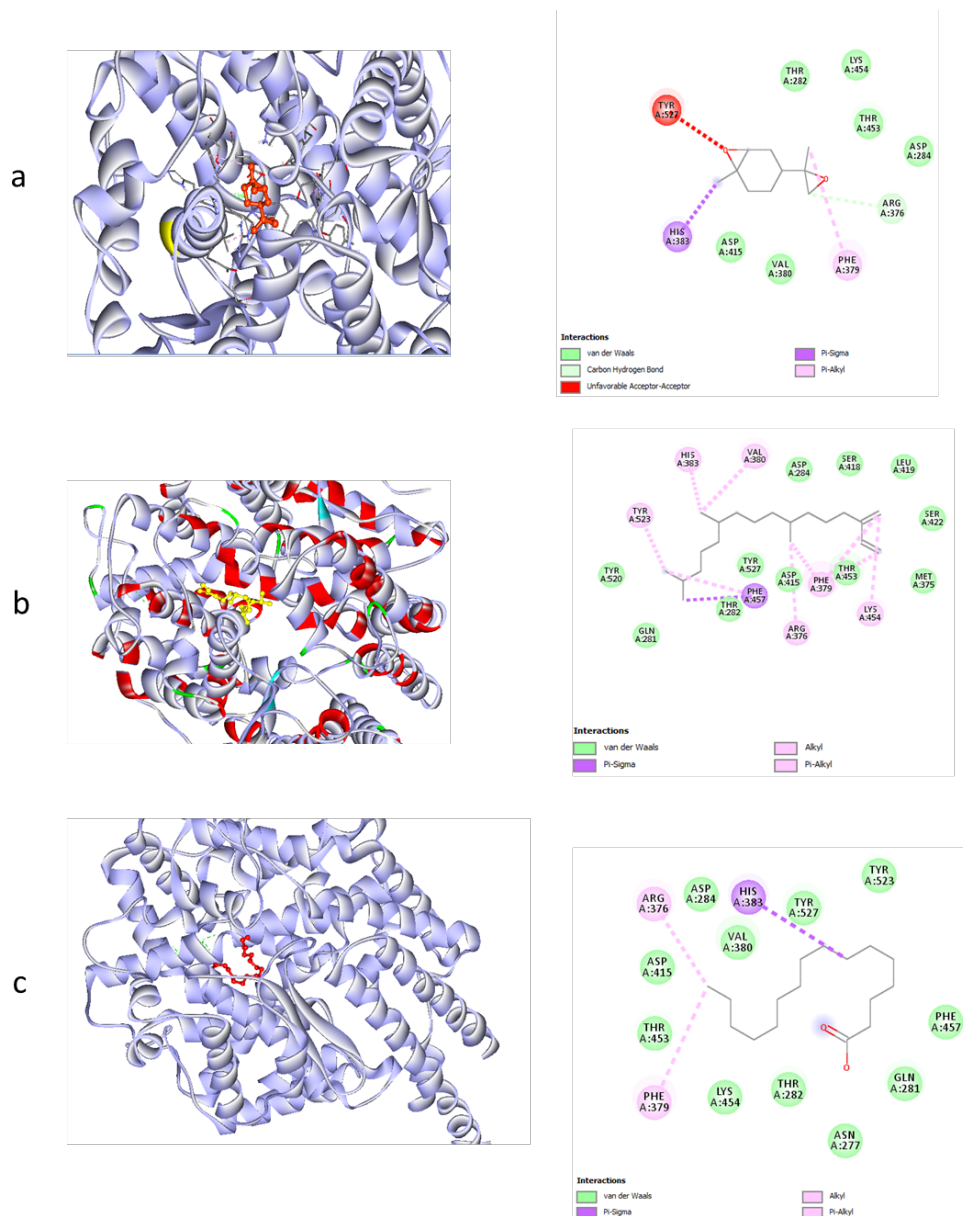 a
THR
A:282
LYS
A:454
TYR
A:527
THR
A:453
ASP
A:284
ARG
A:376
HIS
A:383
ASP
A:415
VAL
A:380
PHE
A:379
Interactions
van der Waals
Carbon Hydrogen Bond
Unfavorable Acceptor-Acceptor
Pi-Sigma
Pi-Alkyl
b
HIS
A:383
VAL
A:380
ASP
A:284
SER
A:418
LEU
A:419
TYR
A:523
SER
A:422
TYR
A:520
TYR
A:527
ASP
A:415
PHE
A:379
THR
A:453
MET
A:375
THR
A:282
PHE
A:457
GLN
A:281
ARG
A:376
LYS
A:454
Interactions
van der Waals
Pi-Sigma
Alkyl
Pi-Alkyl
c
ARG
A:376
ASP
A:284
HIS
A:383
TYR
A:527
TYR
A:523
VAL
A:380
ASP
A:415
THR
A:453
PHE
A:457
PHE
A:379
LYS
A:454
THR
A:282
GLN
A:281
ASN
A:277
Interactions
van der Waals
Pi-Sigma
Alkyl
Pi-Alkyl